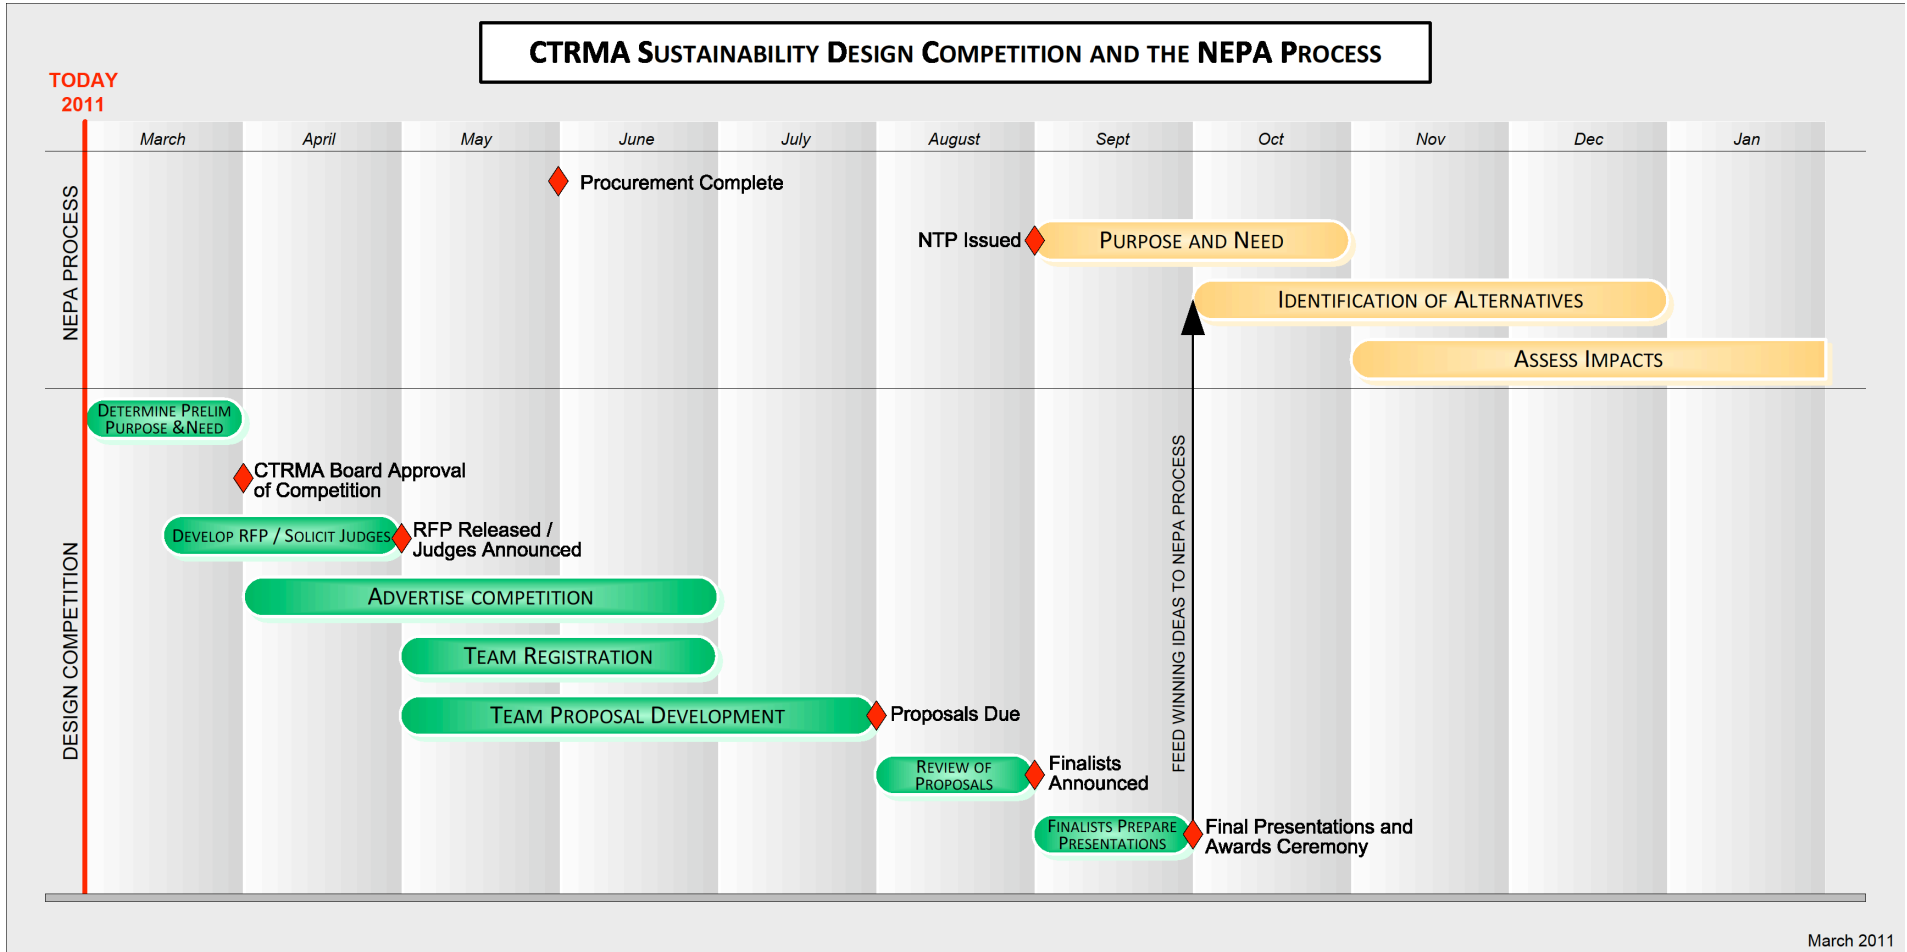 CTRMA Sustainability Design Competition and the NEPA Process
TODAY
2011
March April May June July August Sept Oct Nov Dec Jan
NEPA PROCESS
Procurement Complete
NTP Issued
Purpose and Need
Identification of Alternatives
Assess Impacts
DESIGN COMPETITION
Determine Prelim
Purpose &Need
CTRMA Board Approval
of Competition
Develop RFP / Solicit Judges
RFP Released /
Judges Announced
Advertise competition
Team Registration
Team Proposal Development
Proposals Due
Review of
Proposals
Finalists
Announced
Finalists Prepare
Presentations
Final Presentations and
Awards Ceremony
FEED WINNING IDEAS TO NEPA PROCESS
March 2011